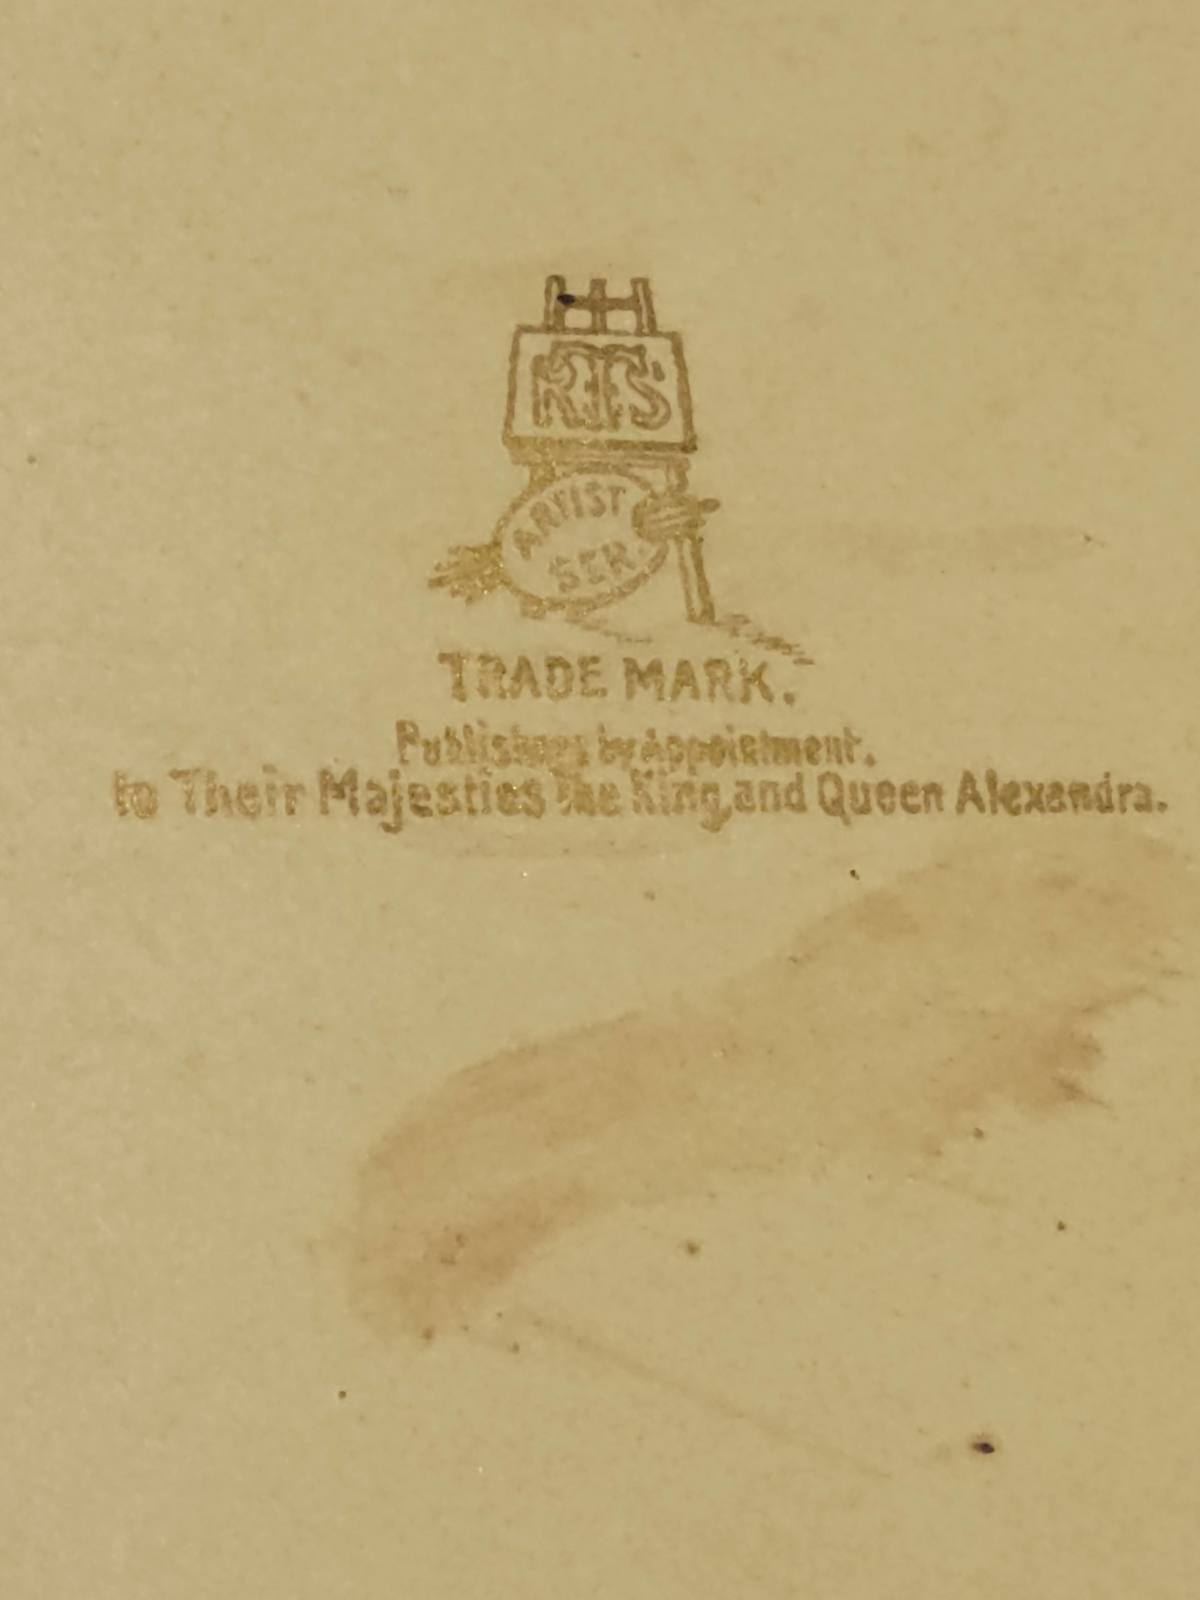 RTS
ARTIST
SER.
TRADE MARK.
Publishers by Appointment.
to Their Majesties the King, and Queen Alexandra.